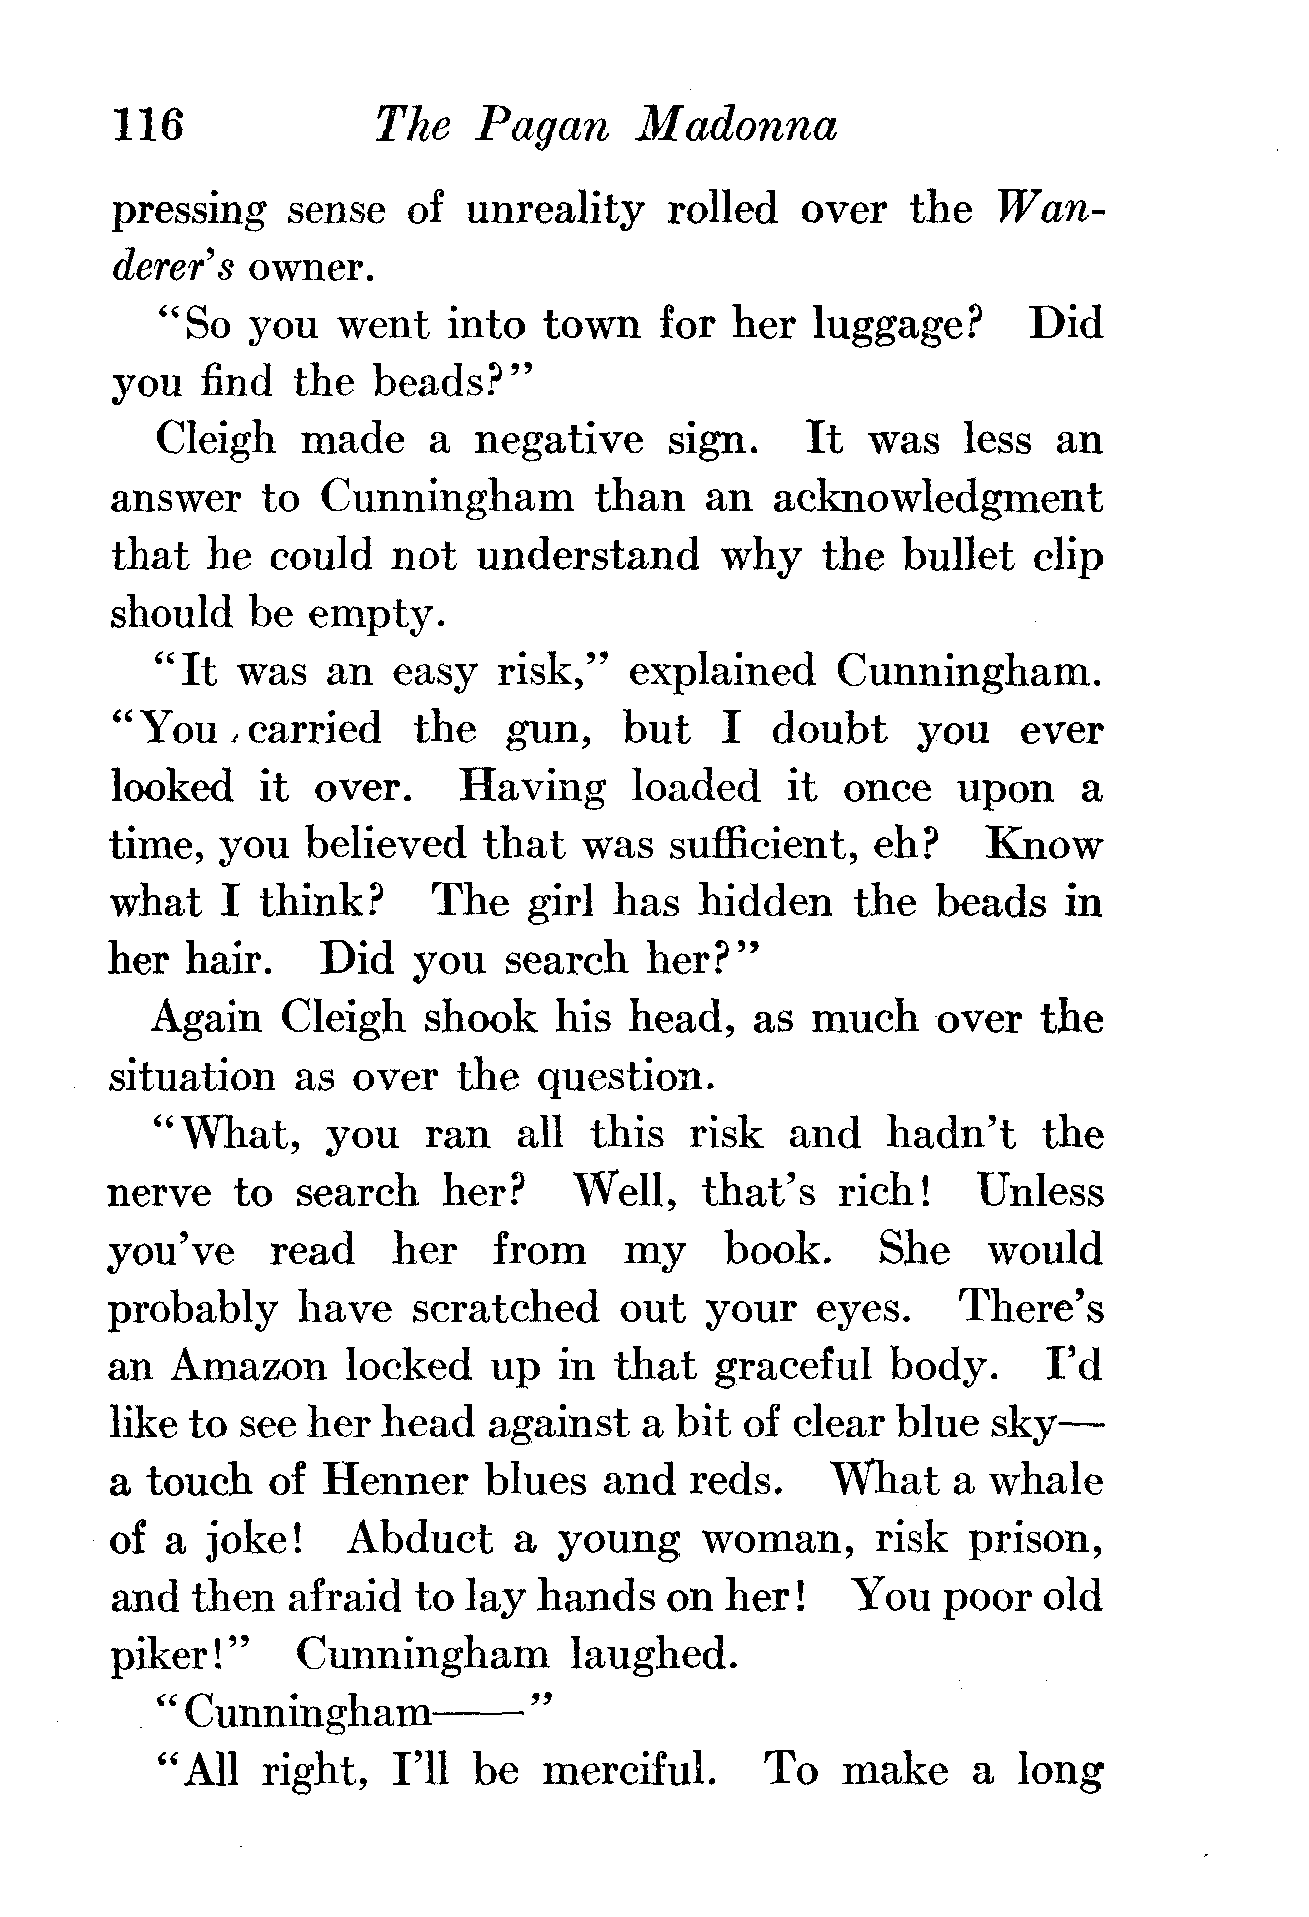 116 The Pagan Madonna
pressing sense of unreality rolled over the Wan-
derer's owner.
"So you went into town for her luggage? Did
you find the beads?"
Cleigh made a negative sign. It was less an
answer to Cunningham than an acknowledgment
that he could not understand why the bullet clip
should be empty.
"It was an easy risk," explained Cunningham.
"You carried the gun, but I doubt you ever
looked it over. Having loaded it once upon a
time, you believed that was sufficient, eh? Know
what I think? The girl has hidden the beads in
her hair. Did you search her?"
Again Cleigh shook his head, as much over the
situation as over the question.
"What, you ran all this risk and hadn't the
nerve to search her? Well, that's rich! Unless
you've read her from my book. She would
probably have scratched out your eyes. There's
an Amazon locked up in that graceful body. I'd
like to see her head against a bit of clear blue sky—
a touch of Henner blues and reds. What a whale
of a joke! Abduct a young woman, risk prison,
and then afraid to lay hands on her! You poor old
piker!" Cunningham laughed.
"Cunningham——"
"All right, I'll be merciful. To make a long